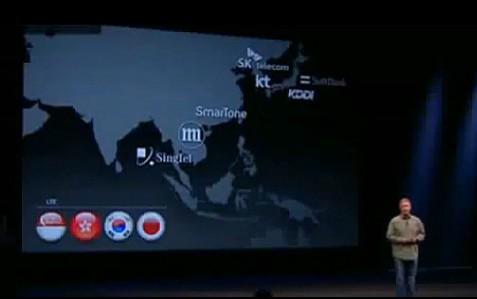 SK telecom
kt
SoftBank
KDDI
SmarTone
m
SingTel
LTE